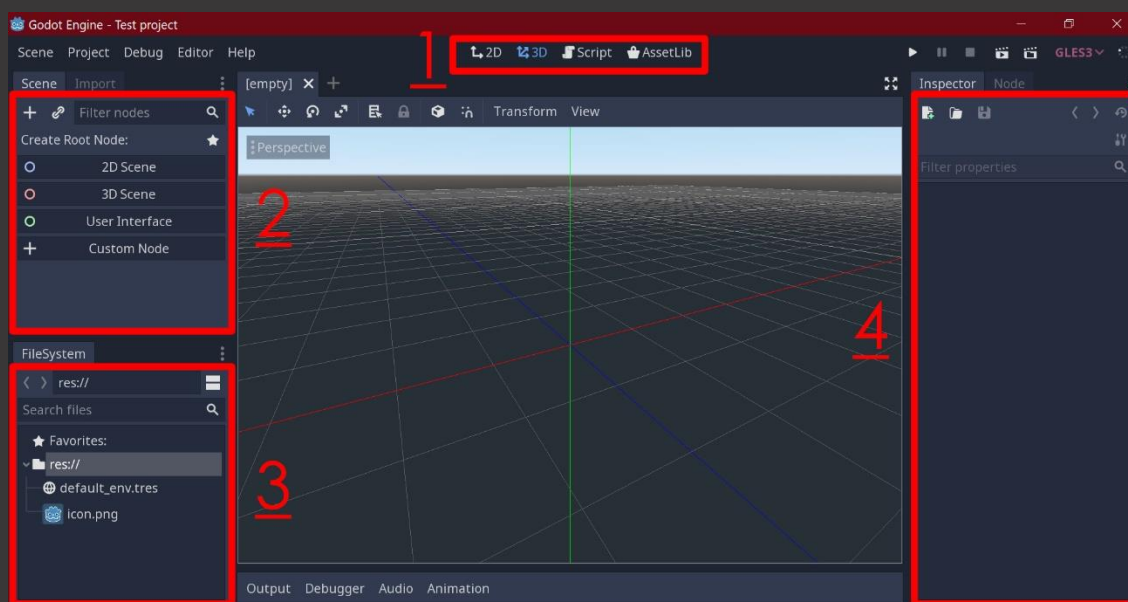 Godot Engine - Test project
Scene Project Debug Editor Help
1
2D 3D Script AssetLib
GLES3
Scene Import
[empty]
Inspector Node
Filter nodes
Transform View
Create Root Node:
Perspective
Filter properties
2D Scene
3D Scene
User Interface
Custom Node
2
4
FileSystem
res://
Search files
Favorites:
res://
default_env.tres
icon.png
3
Output Debugger Audio Animation